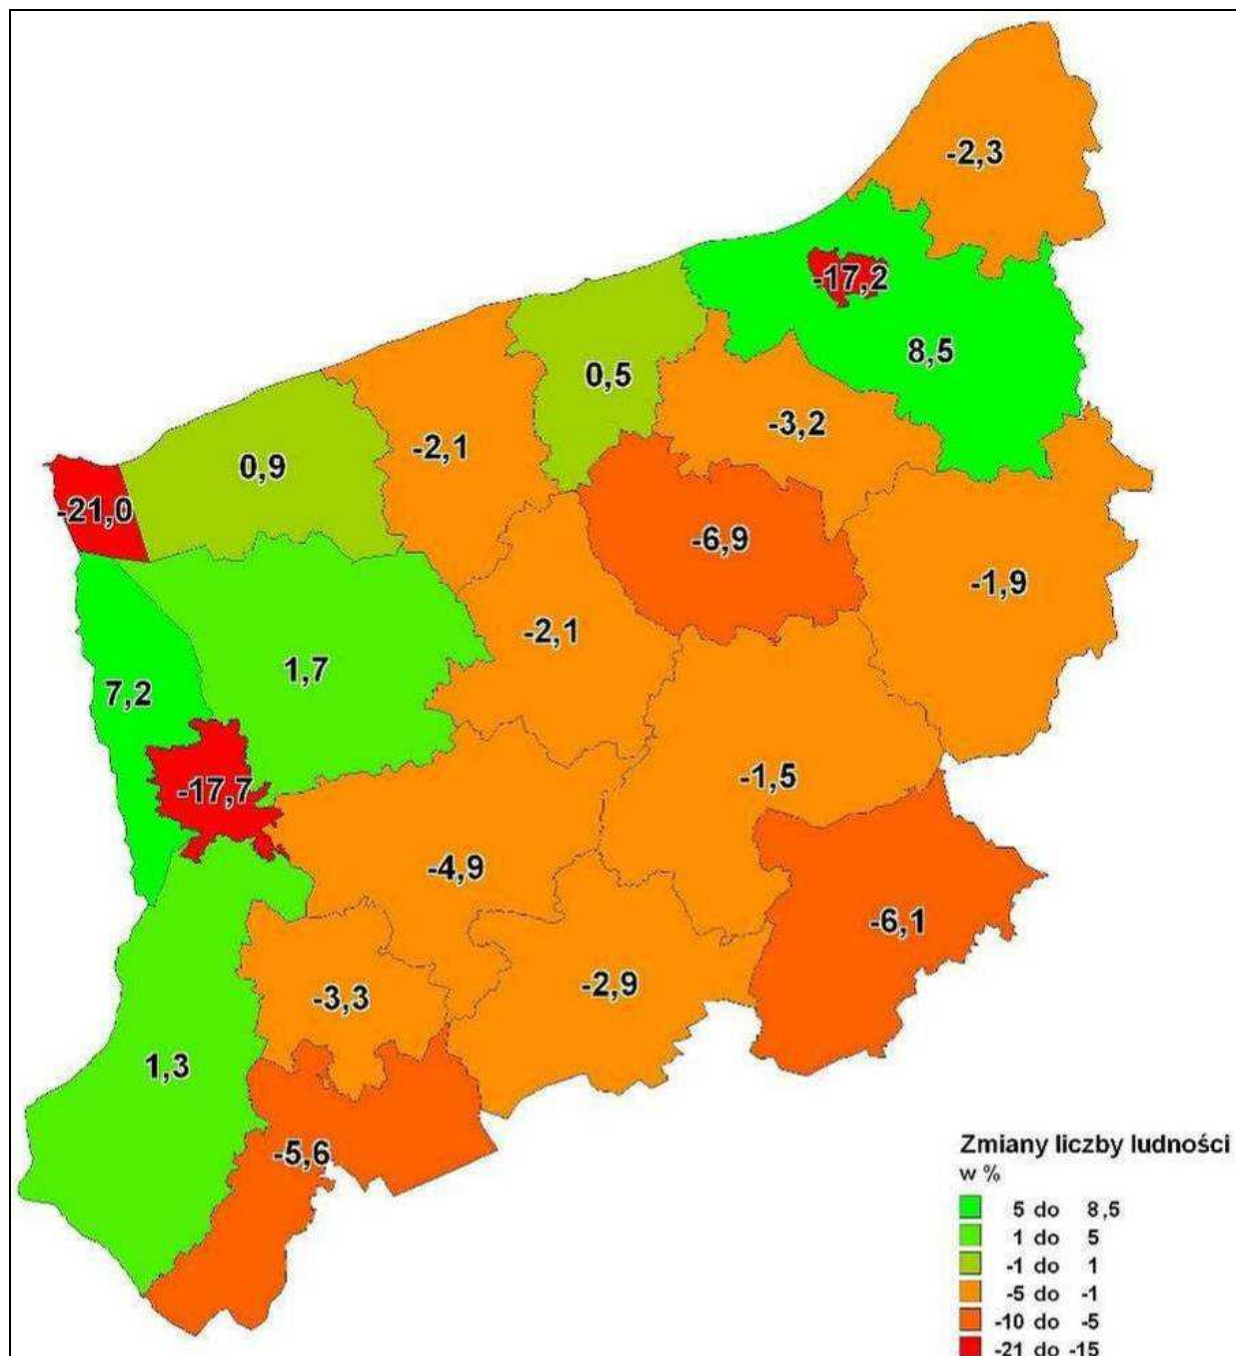 -2,3
-17,2
8,5
0,5
-3,2
-2,1
0,9
-21,0
-6,9
-1,9
-2,1
1,7
7,2
-1,5
-17,7
-4,9
-6,1
-2,9
-3,3
1,3
-5,6
Zmiany liczby ludności
w %
5 do 8,5
1 do 5
-1 do 1
-5 do -1
-10 do -5
-21 do -15